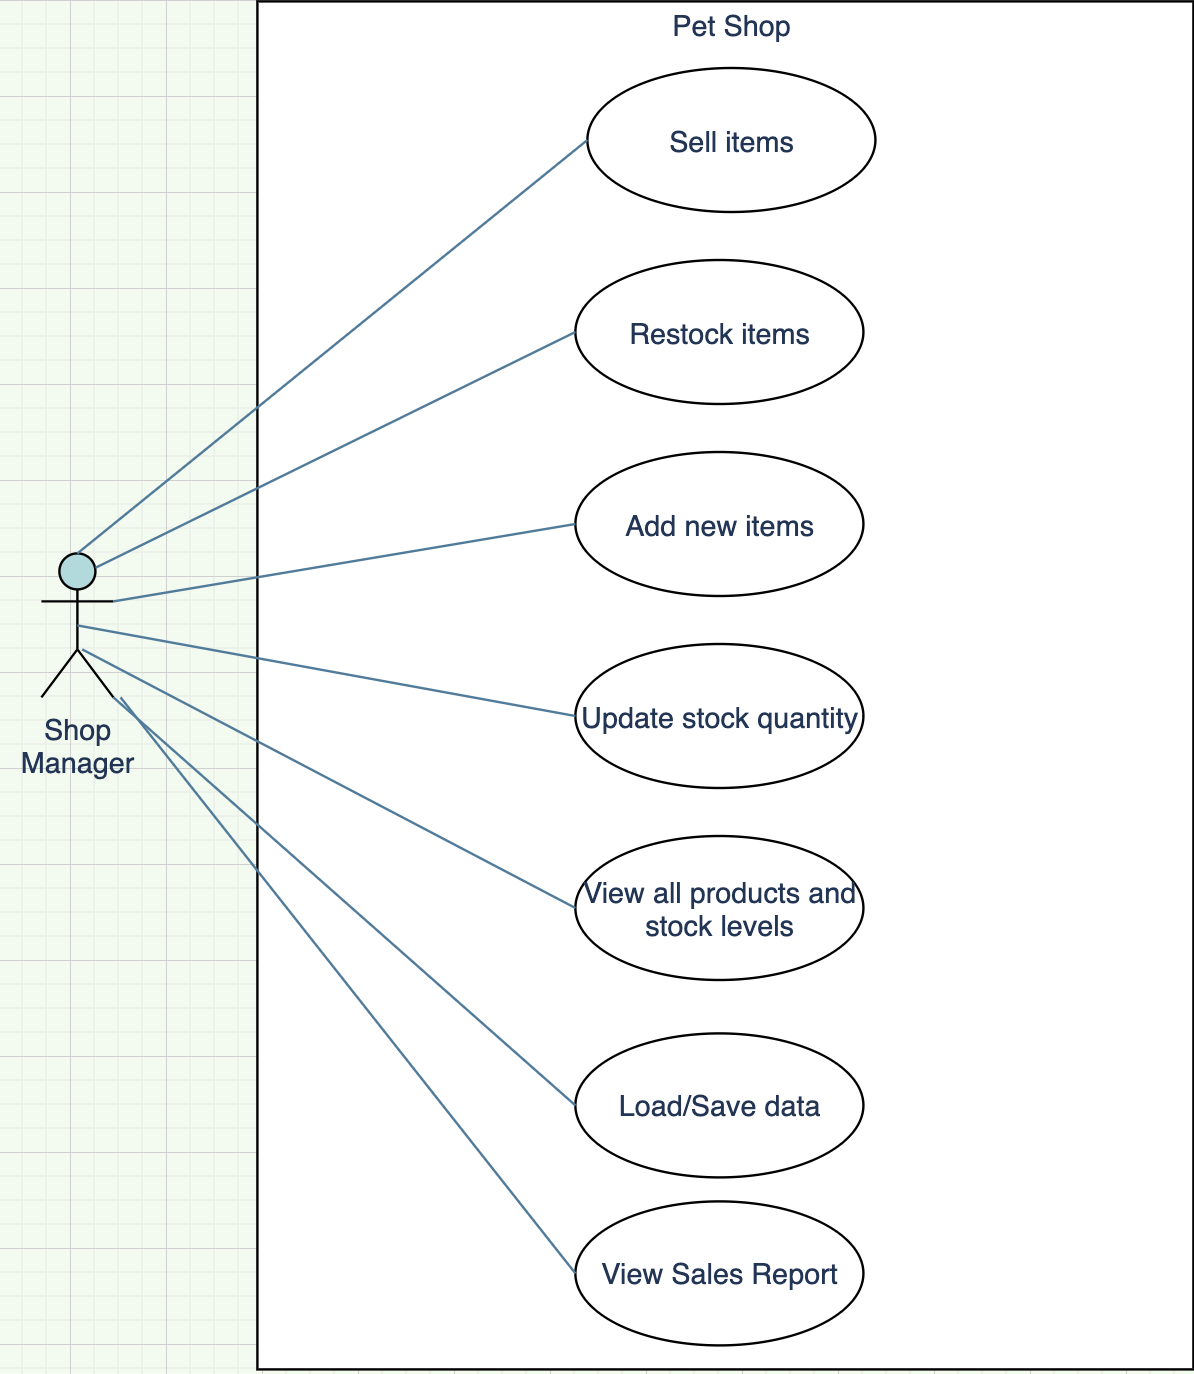 Pet Shop
Sell items
Restock items
Add new items
Update stock quantity
Shop
Manager
View all products and
stock levels
Load/Save data
View Sales Report